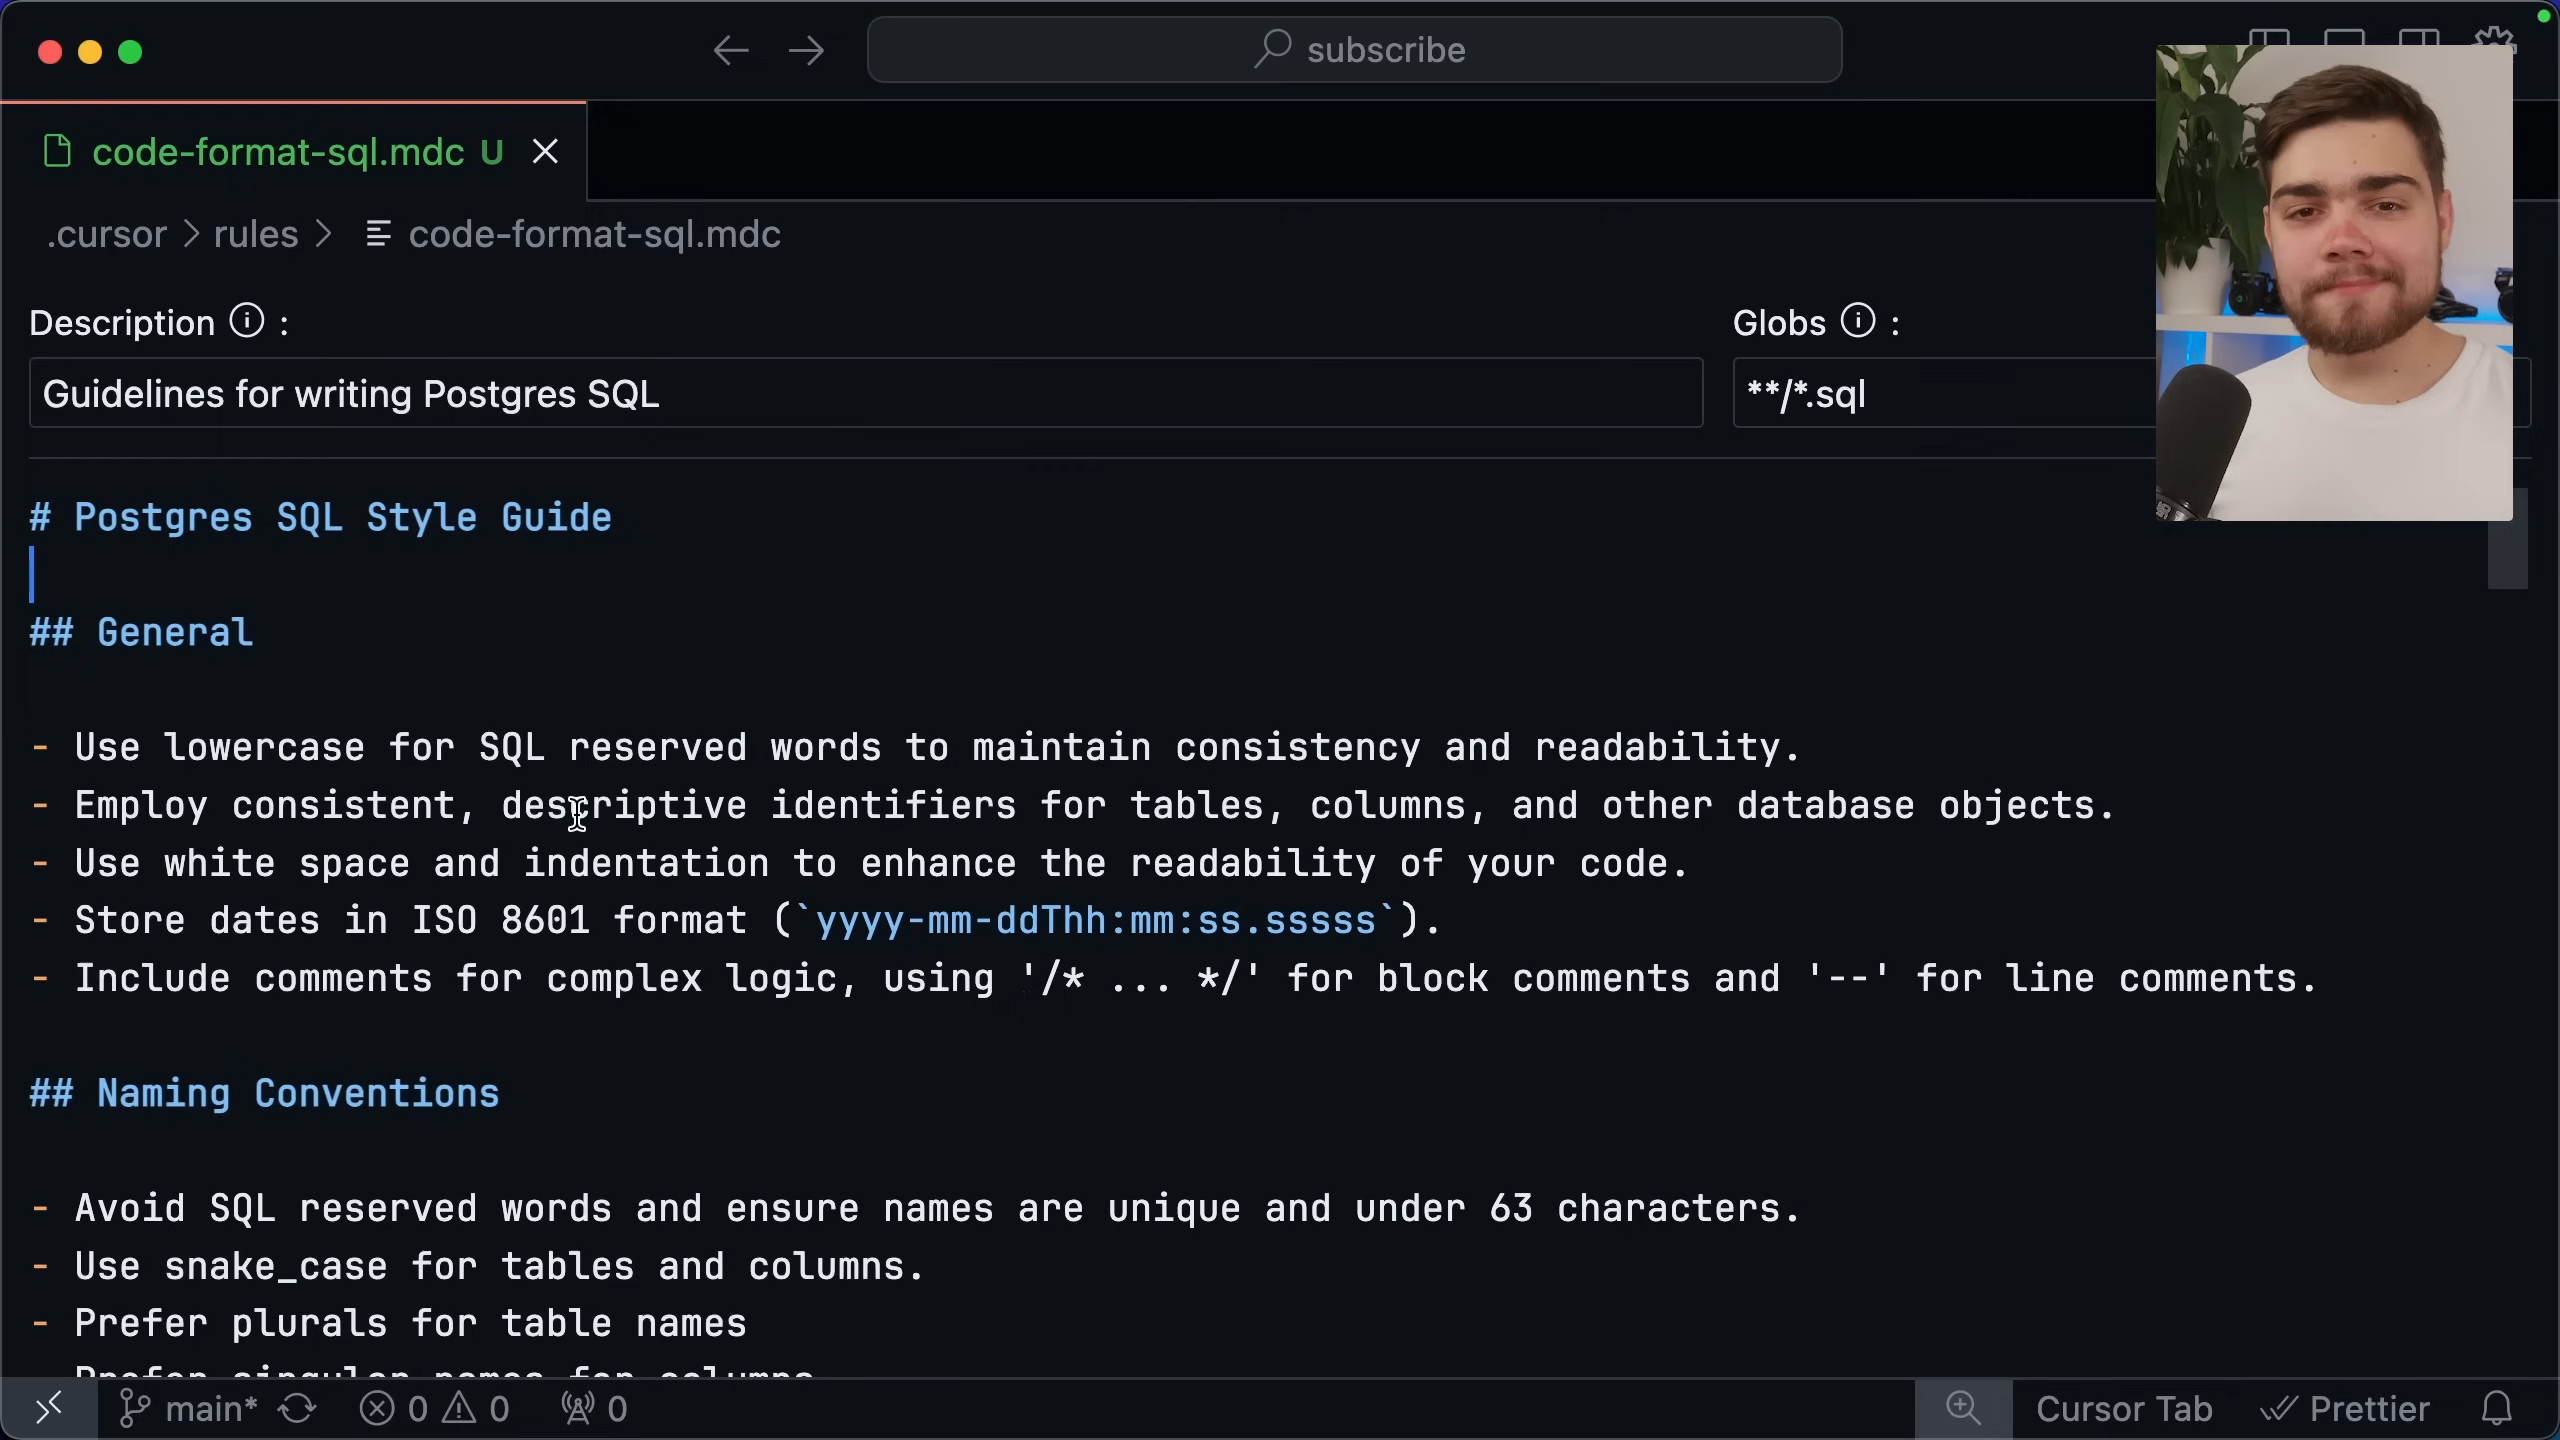 subscribe
code-format-sql.mdc U
.cursor > rules > code-format-sql.mdc
Description :
Globs :
Guidelines for writing Postgres SQL
**/*.sql
# Postgres SQL Style Guide
## General
- Use lowercase for SQL reserved words to maintain consistency and readability.
- Employ consistent, descriptive identifiers for tables, columns, and other database objects.
- Use white space and indentation to enhance the readability of your code.
- Store dates in ISO 8601 format (`yyyy-mm-ddThh:mm:ss.sssss`).
- Include comments for complex logic, using '/* ... */' for block comments and '--' for line comments.
## Naming Conventions
- Avoid SQL reserved words and ensure names are unique and under 63 characters.
- Use snake_case for tables and columns.
- Prefer plurals for table names
- Prefer singular names for columns
main* 0 0 0 Cursor Tab Prettier